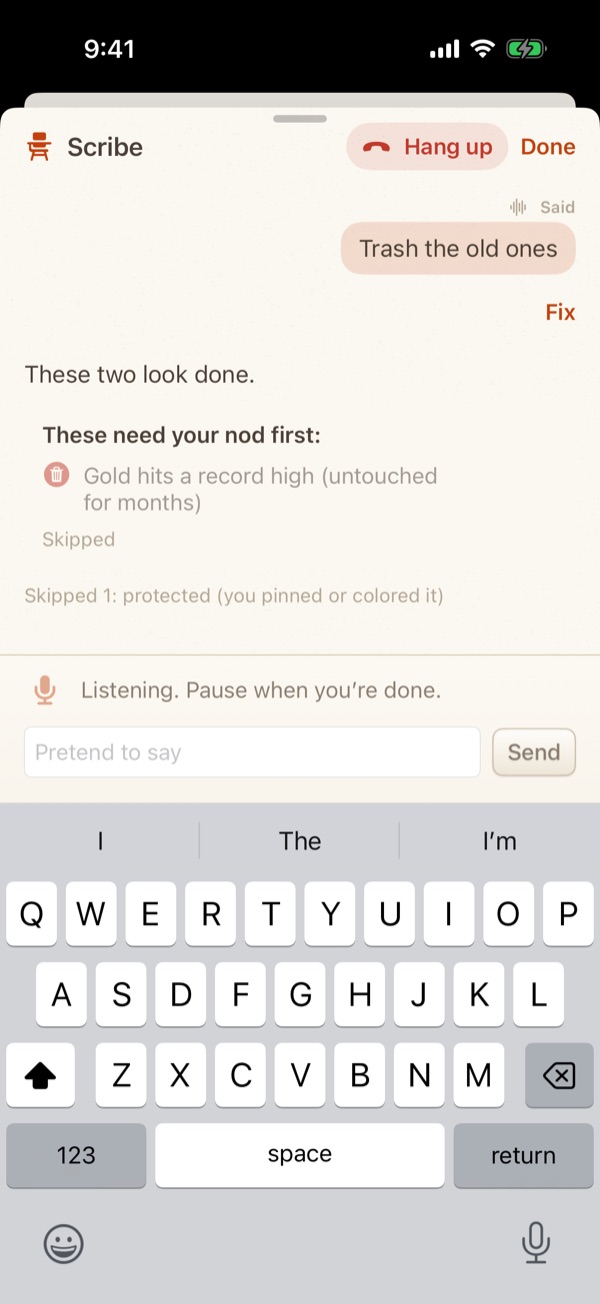 9:41
Scribe
Hang up
Done
Said
Trash the old ones
Fix
These two look done.
These need your nod first:
Gold hits a record high (untouched
for months)
Skipped
Skipped 1: protected (you pinned or colored it)
Listening. Pause when you’re done.
Pretend to say
Send
I
The
I’m
Q W E R T Y U I O P
A S D F G H J K L
Z X C V B N M
123
space
return